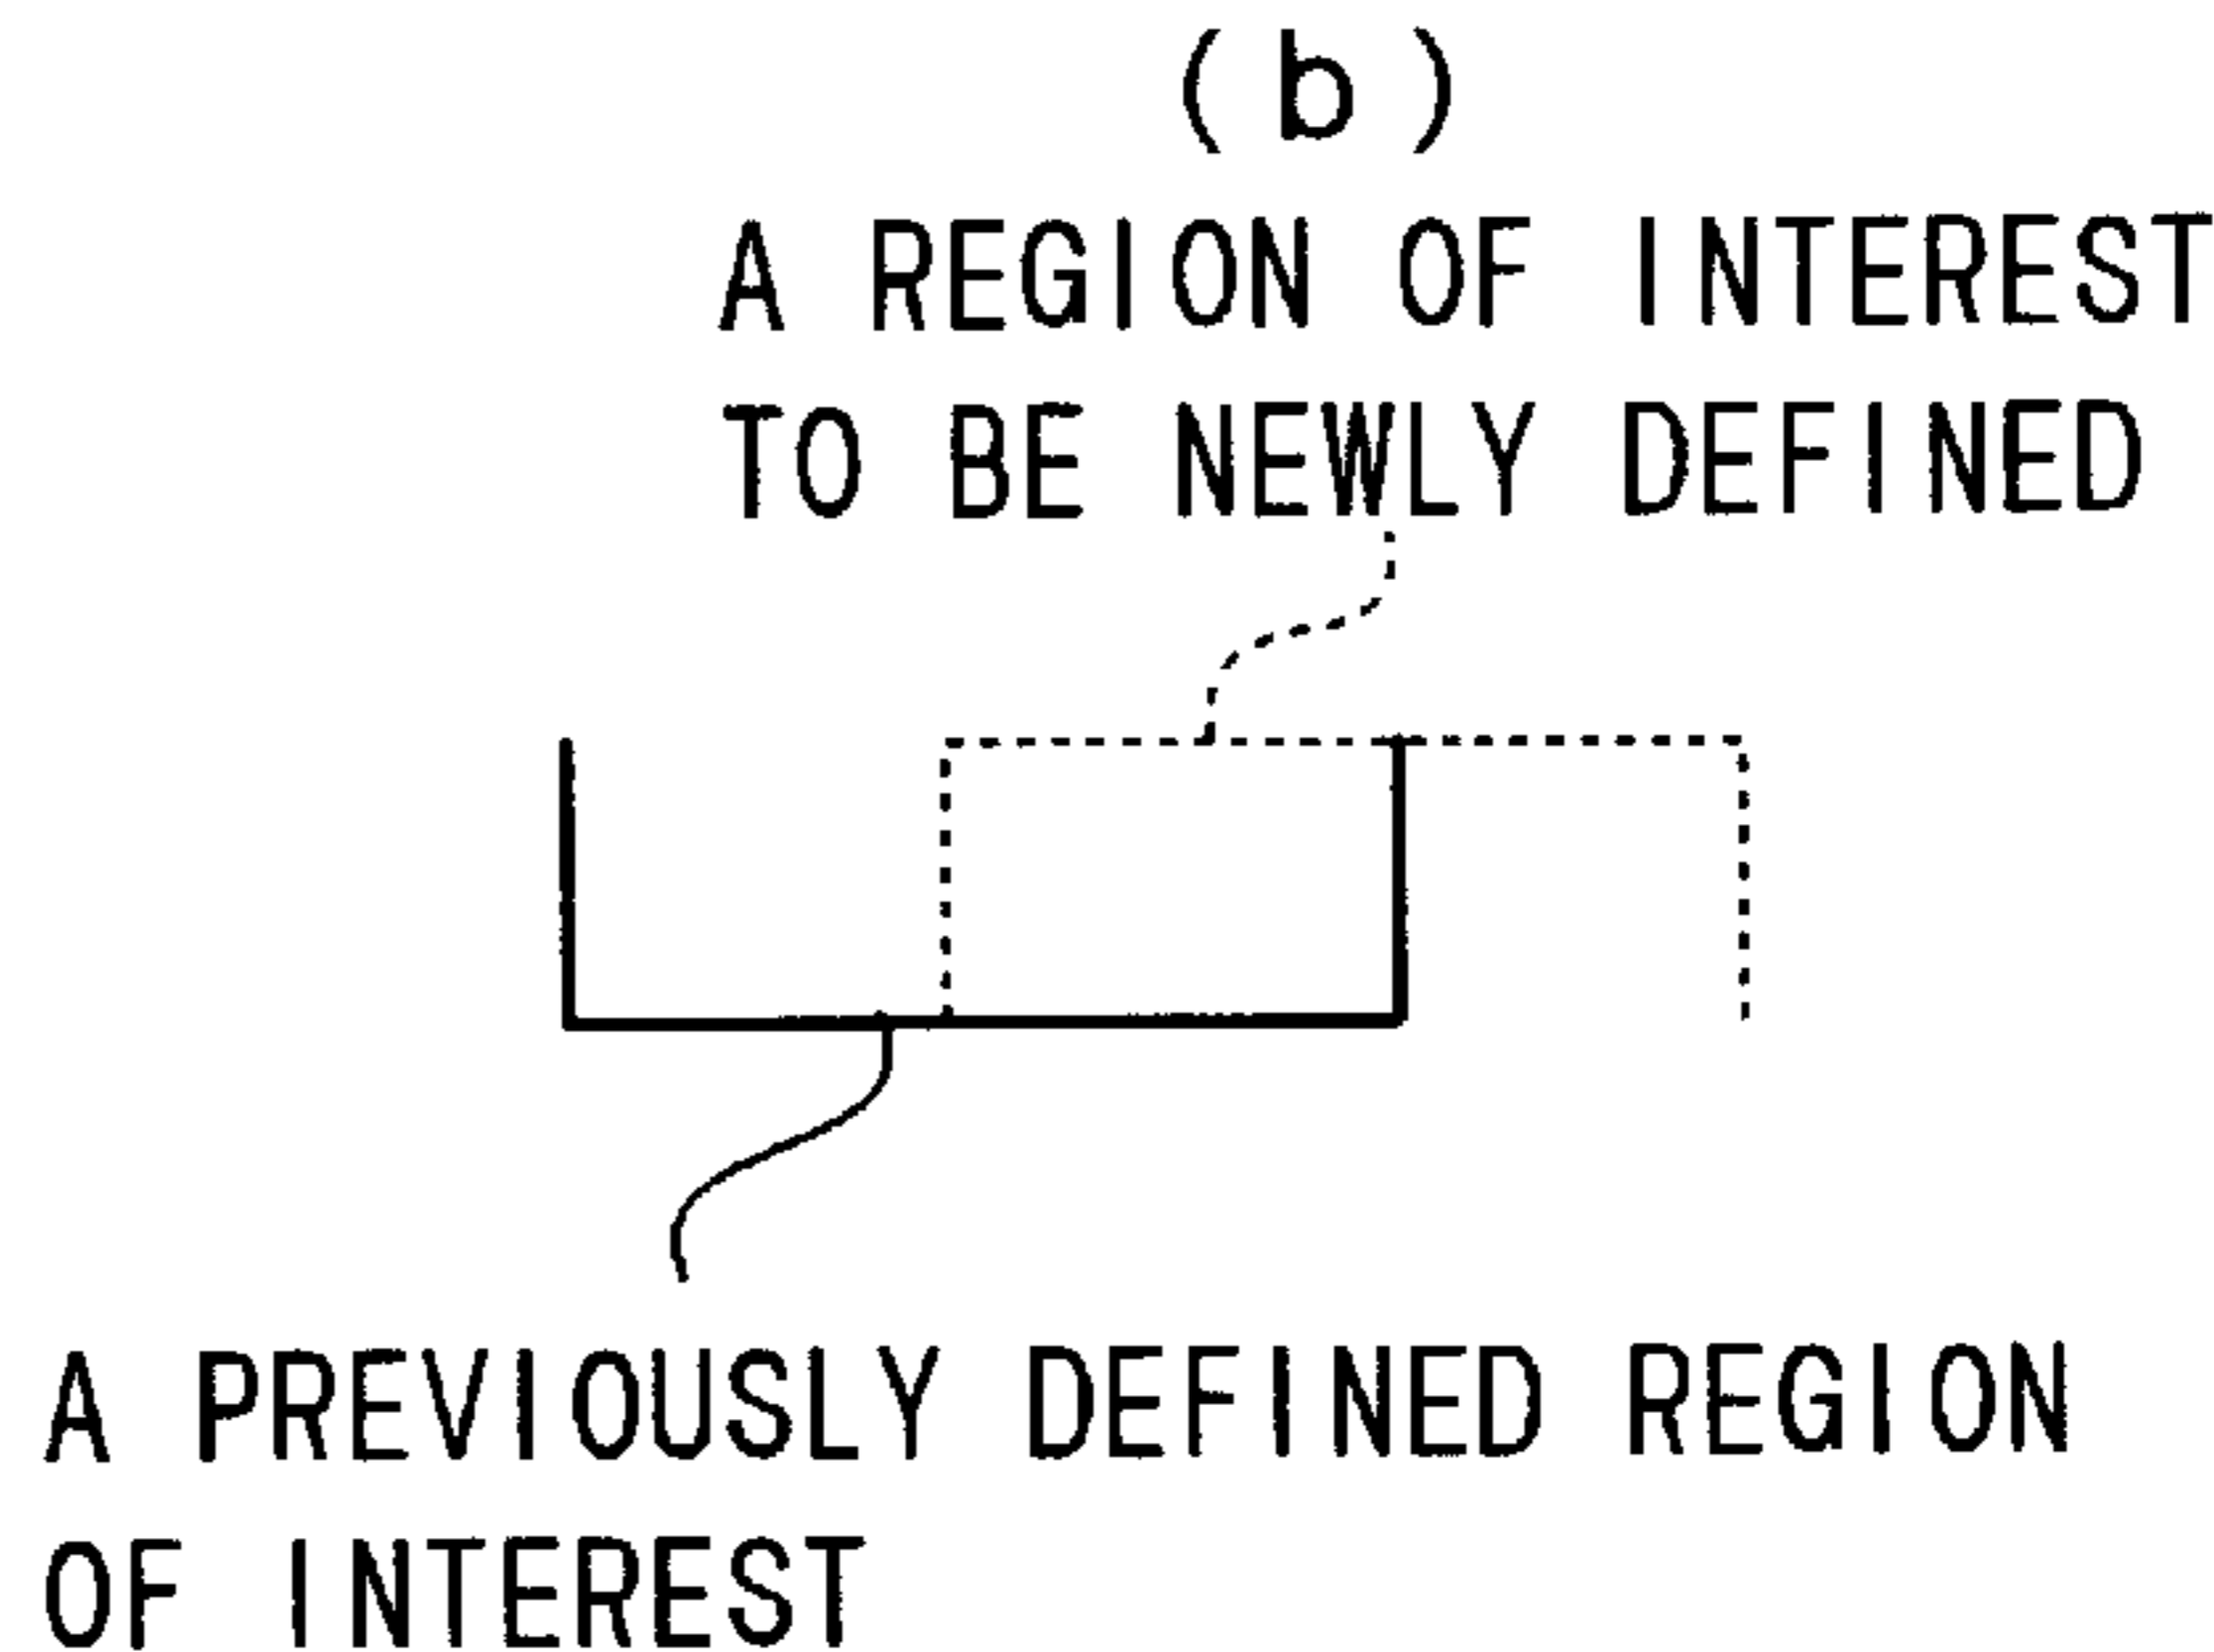 (b)
A REGION OF INTEREST
TO BE NEWLY DEFINED
A PREVIOUSLY DEFINED REGION
OF INTEREST